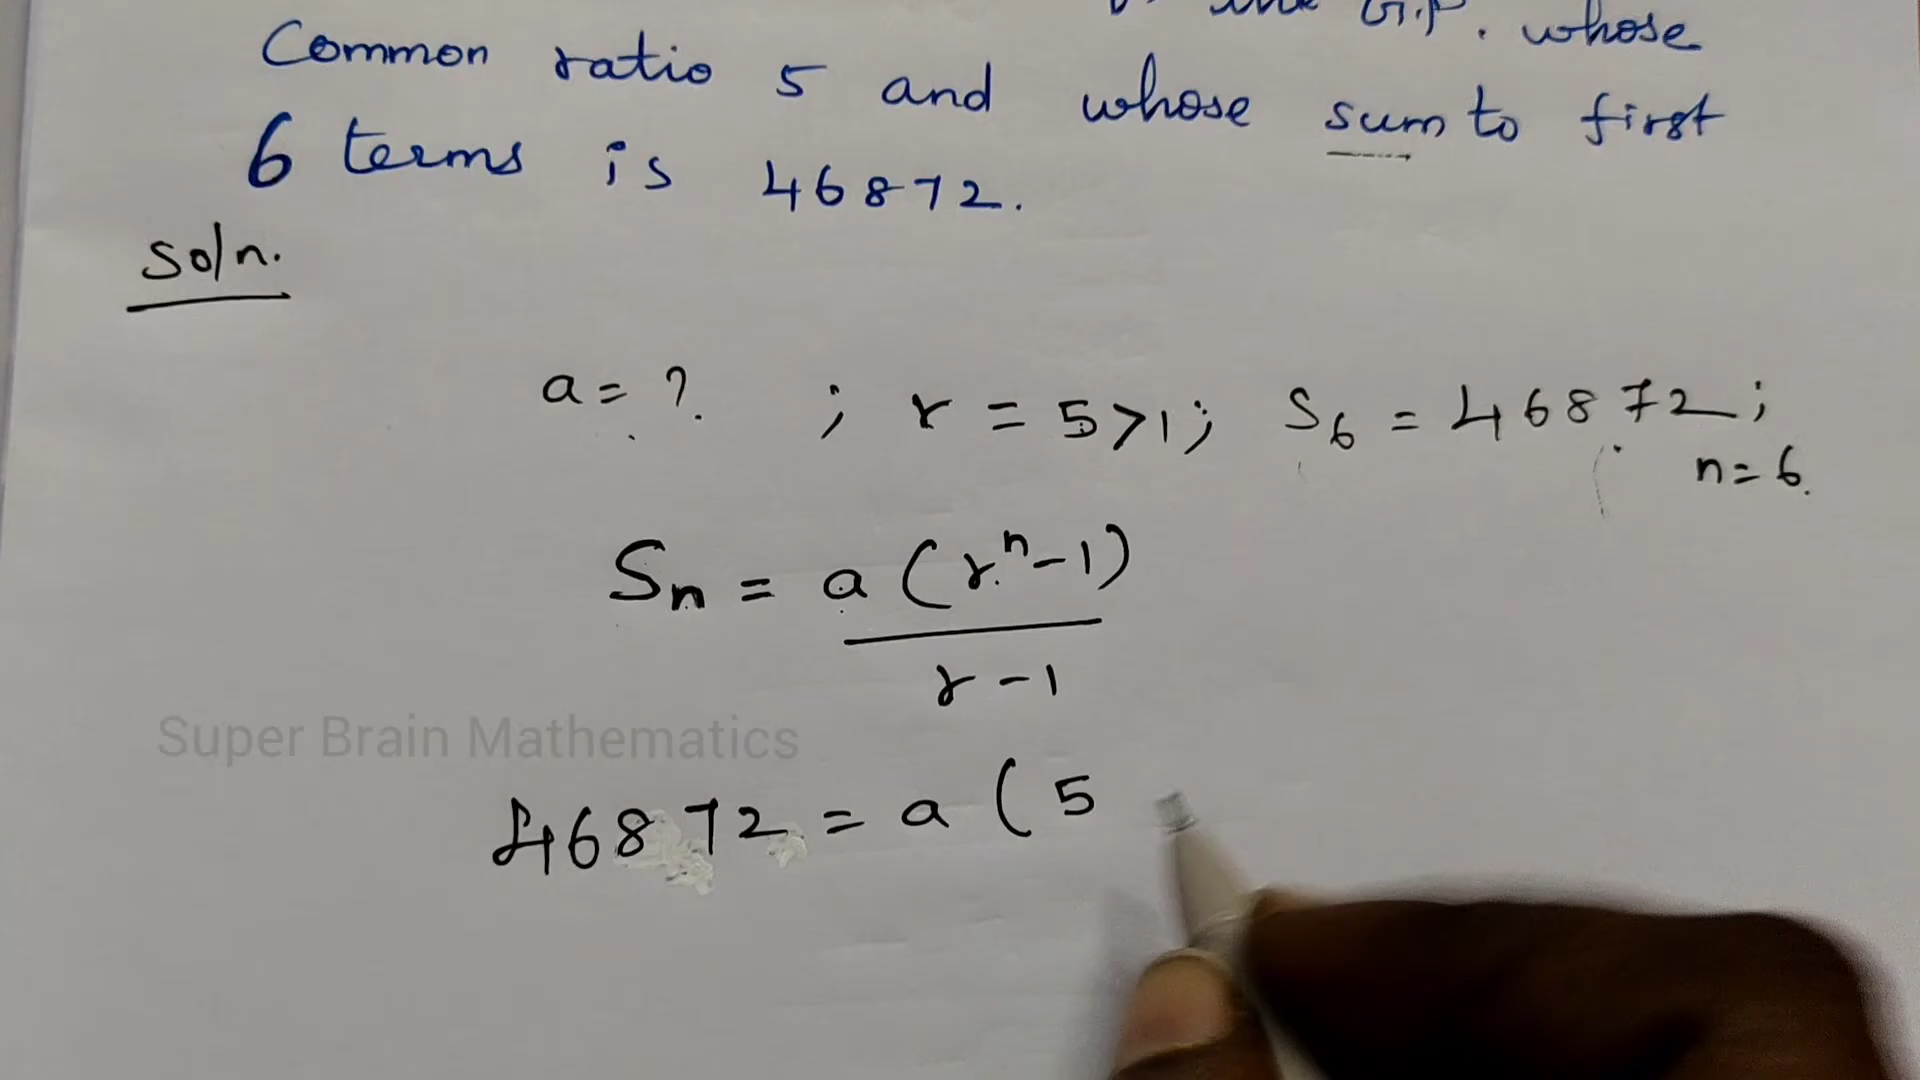 G.P. whose
Common ratio 5 and whose sum to first
6 terms is 46872.
Soln.
a = ? ; r = 5 > 1 ; S6 = 46872 ;
n = 6.
Sn = a (r^n - 1)
r - 1
Super Brain Mathematics
46872 = a ( 5